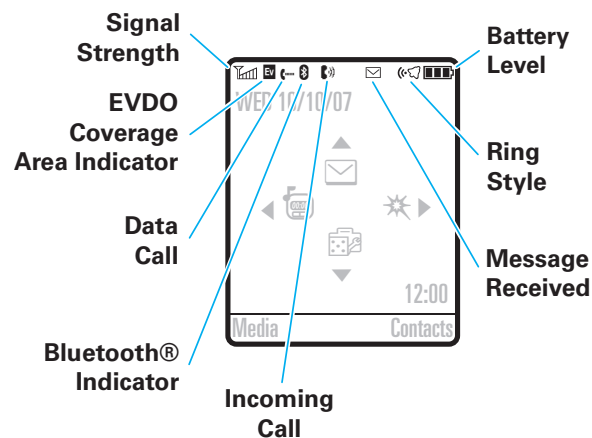 Signal
Strength
Battery
Level
Ev
EVDO
Coverage
Area Indicator
WED 10/10/07
Ring
Style
Data
Call
Message
Received
12:00
Media
Contacts
Bluetooth®
Indicator
Incoming
Call